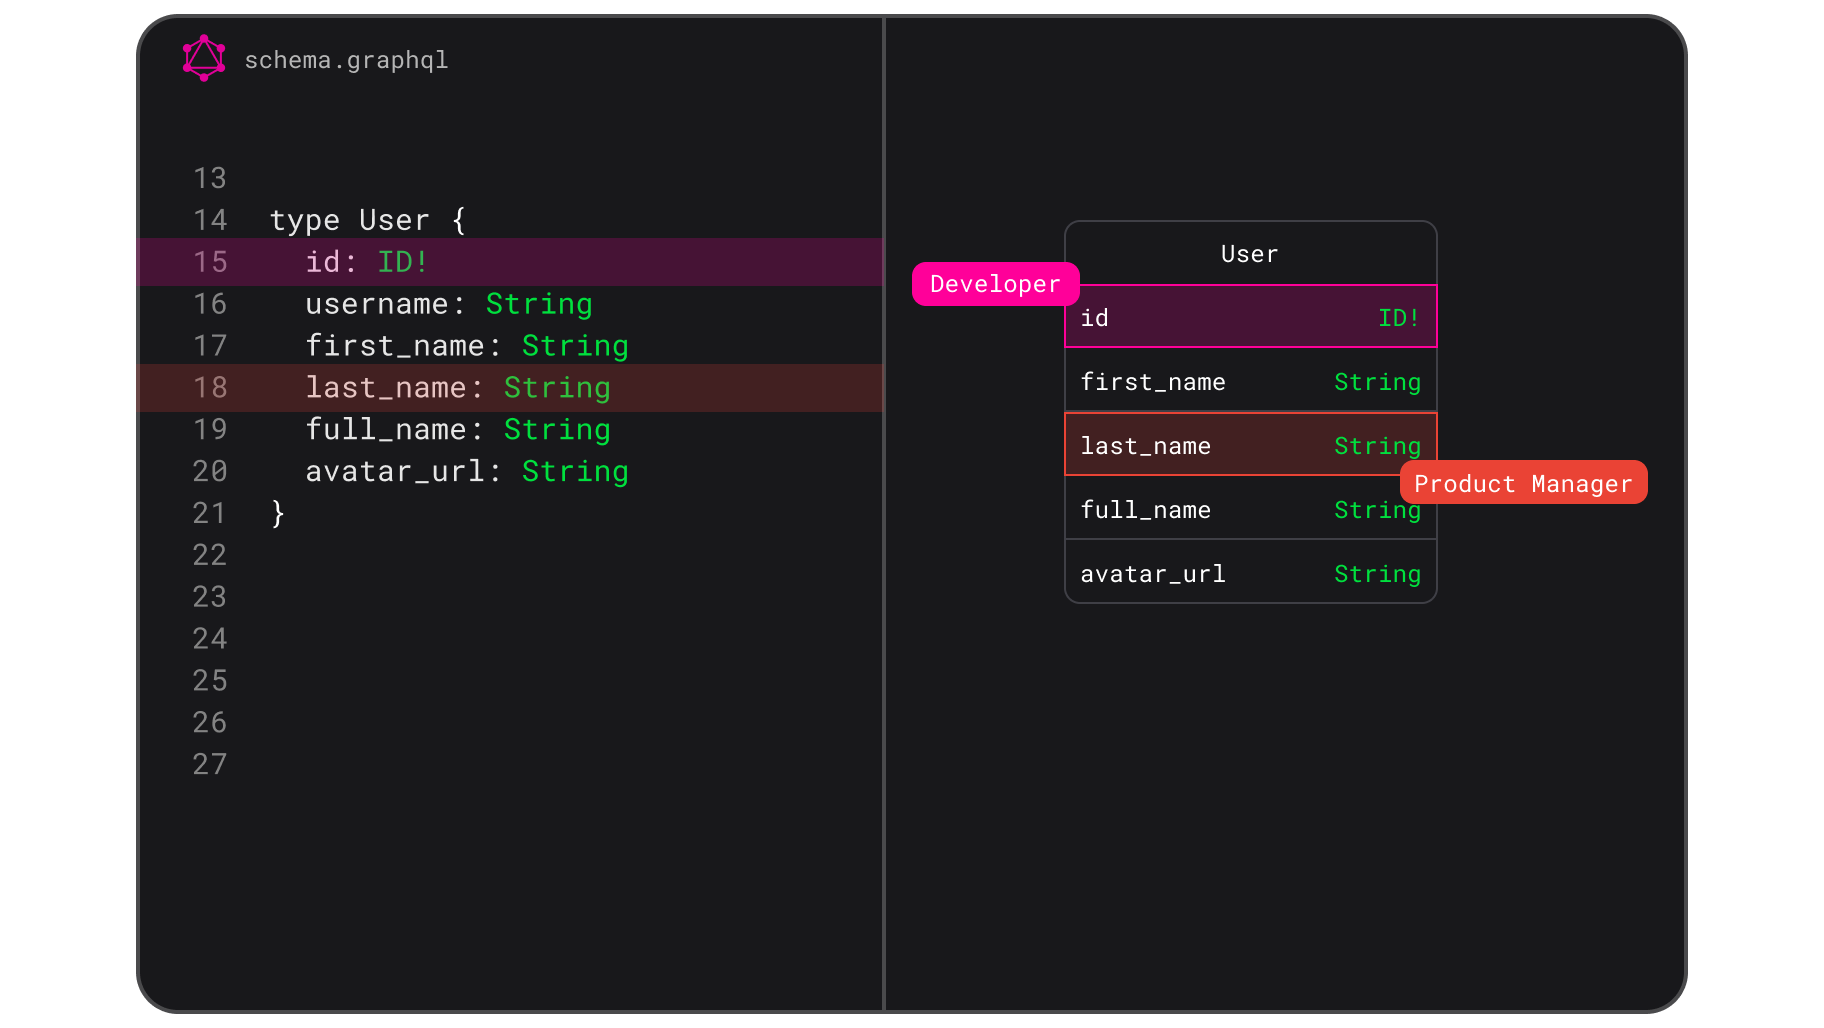 schema.graphql
13
14 type User {
15 id: ID!
16 username: String
17 first_name: String
18 last_name: String
19 full_name: String
20 avatar_url: String
21 }
22
23
24
25
26
27
User
Developer
id ID!
first_name String
last_name String
Product Manager
full_name String
avatar_url String